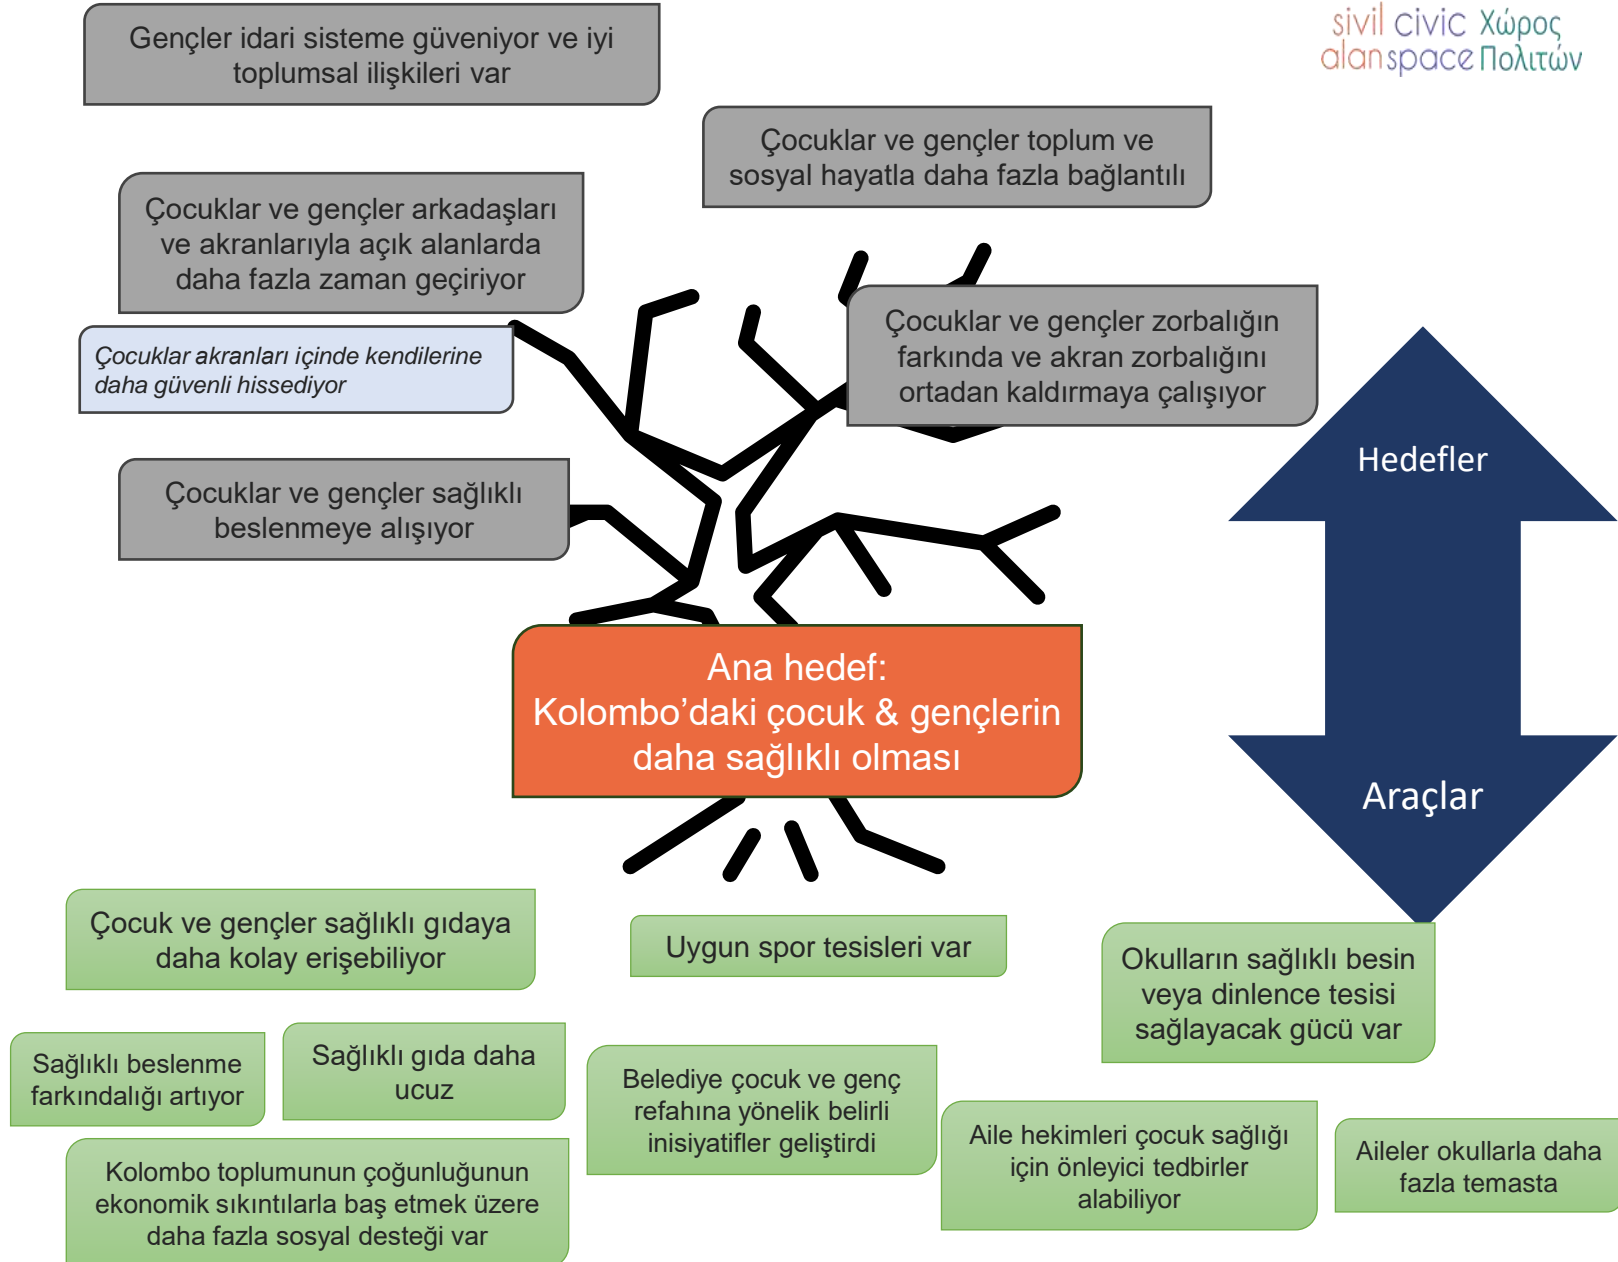 sivil civic Χώρος
alan space Πολιτών
Gençler idari sisteme güveniyor ve iyi
toplumsal ilişkileri var
Çocuklar ve gençler toplum ve
sosyal hayatla daha fazla bağlantılı
Çocuklar ve gençler arkadaşları
ve akranlarıyla açık alanlarda
daha fazla zaman geçiriyor
Çocuklar akranları içinde kendilerine
daha güvenli hissediyor
Çocuklar ve gençler zorbalığın
farkında ve akran zorbalığını
ortadan kaldırmaya çalışıyor
Çocuklar ve gençler sağlıklı
beslenmeye alışıyor
Hedefler
Ana hedef:
Kolombo’daki çocuk & gençlerin
daha sağlıklı olması
Araçlar
Çocuk ve gençler sağlıklı gıdaya
daha kolay erişebiliyor
Uygun spor tesisleri var
Okulların sağlıklı besin
veya dinlence tesisi
sağlayacak gücü var
Sağlıklı beslenme
farkındalığı artıyor
Sağlıklı gıda daha
ucuz
Belediye çocuk ve genç
refahına yönelik belirli
inisiyatifler geliştirdi
Aile hekimleri çocuk sağlığı
için önleyici tedbirler
alabiliyor
Aileler okullarla daha
fazla temasta
Kolombo toplumunun çoğunluğunun
ekonomik sıkıntılarla baş etmek üzere
daha fazla sosyal desteği var